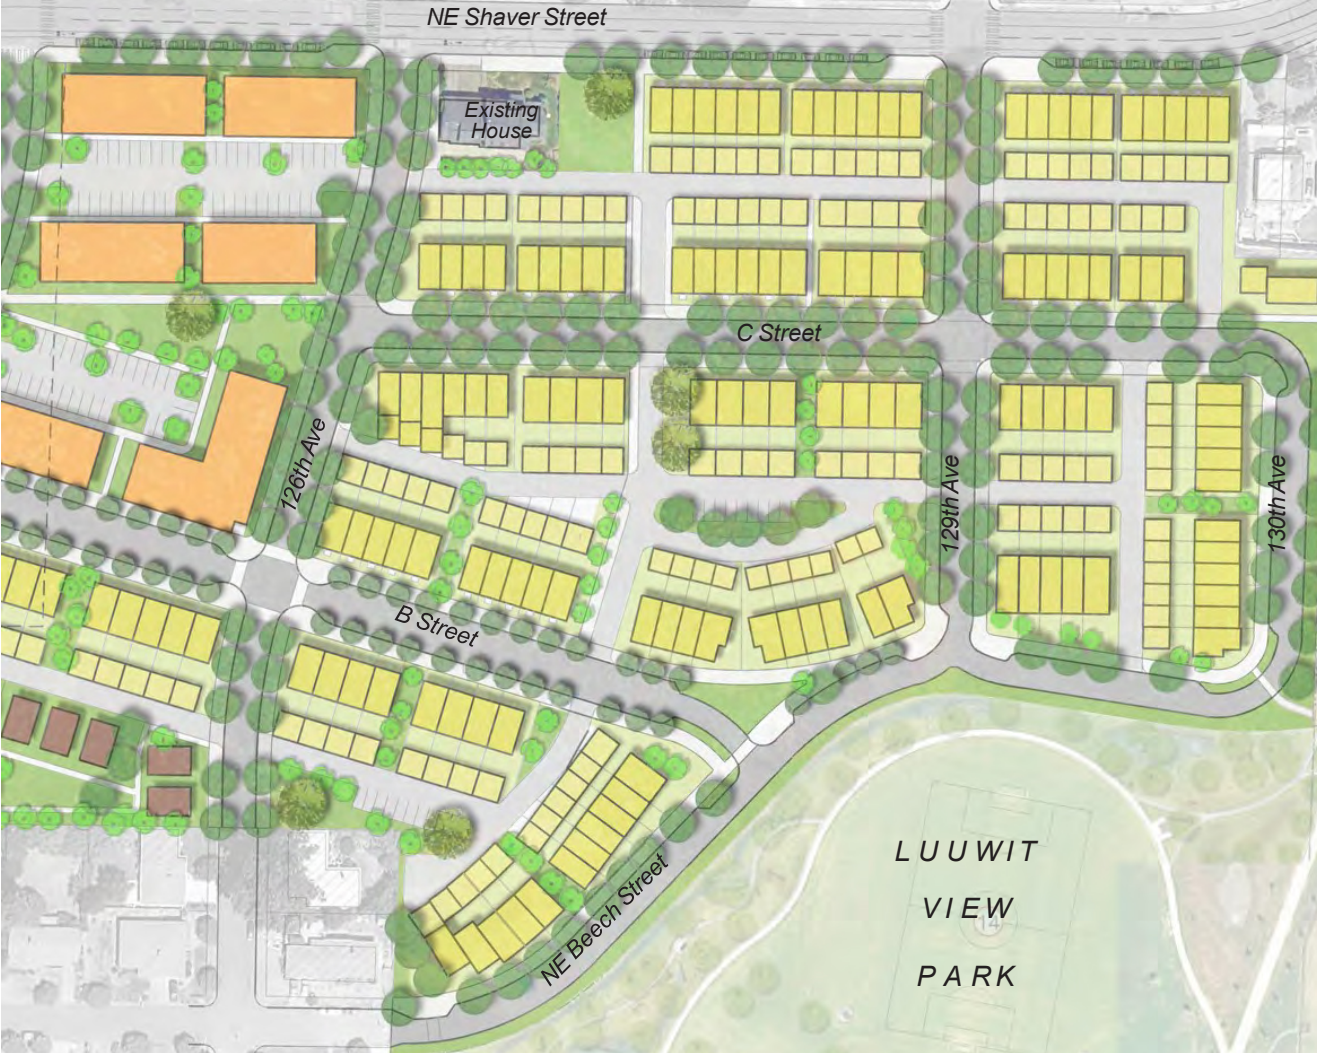 NE Shaver Street
Existing
House
C Street
126th Ave
129th Ave
130th Ave
B Street
NE Beech Street
LUUWIT
VIEW
14
PARK